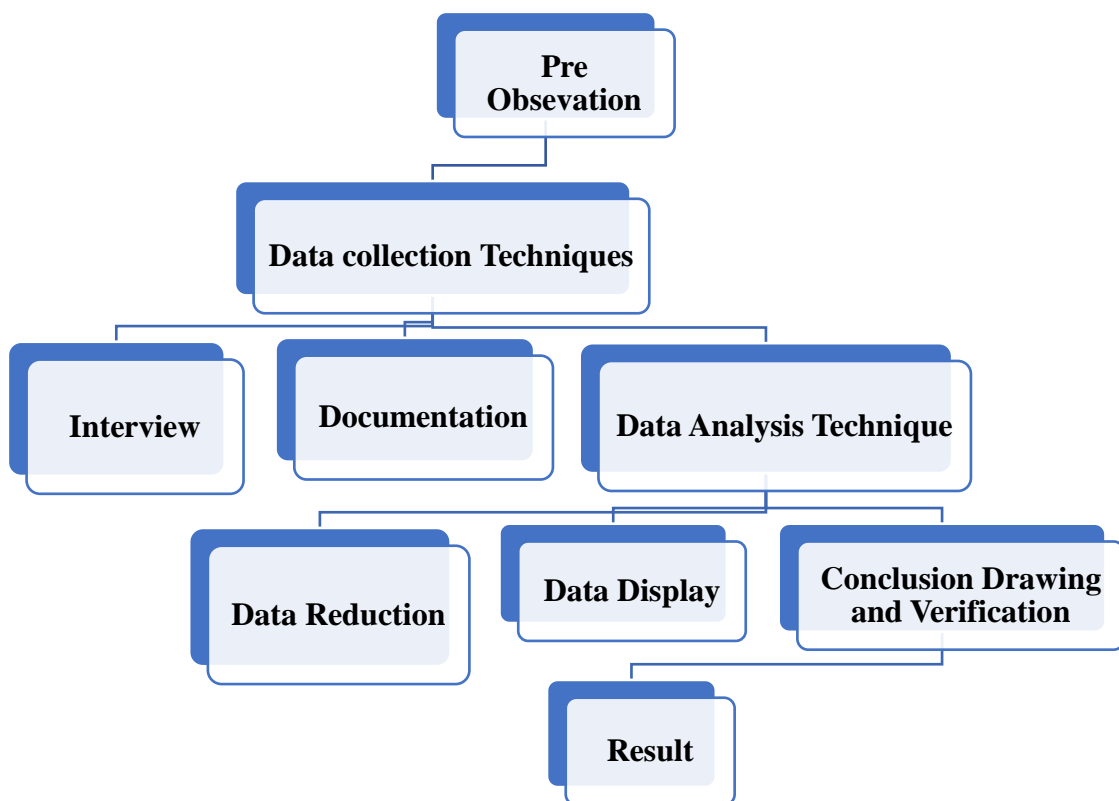 Pre
Obsevation
Data collection Techniques
Interview
Documentation
Data Analysis Technique
Data Reduction
Data Display
Conclusion Drawing
and Verification
Result